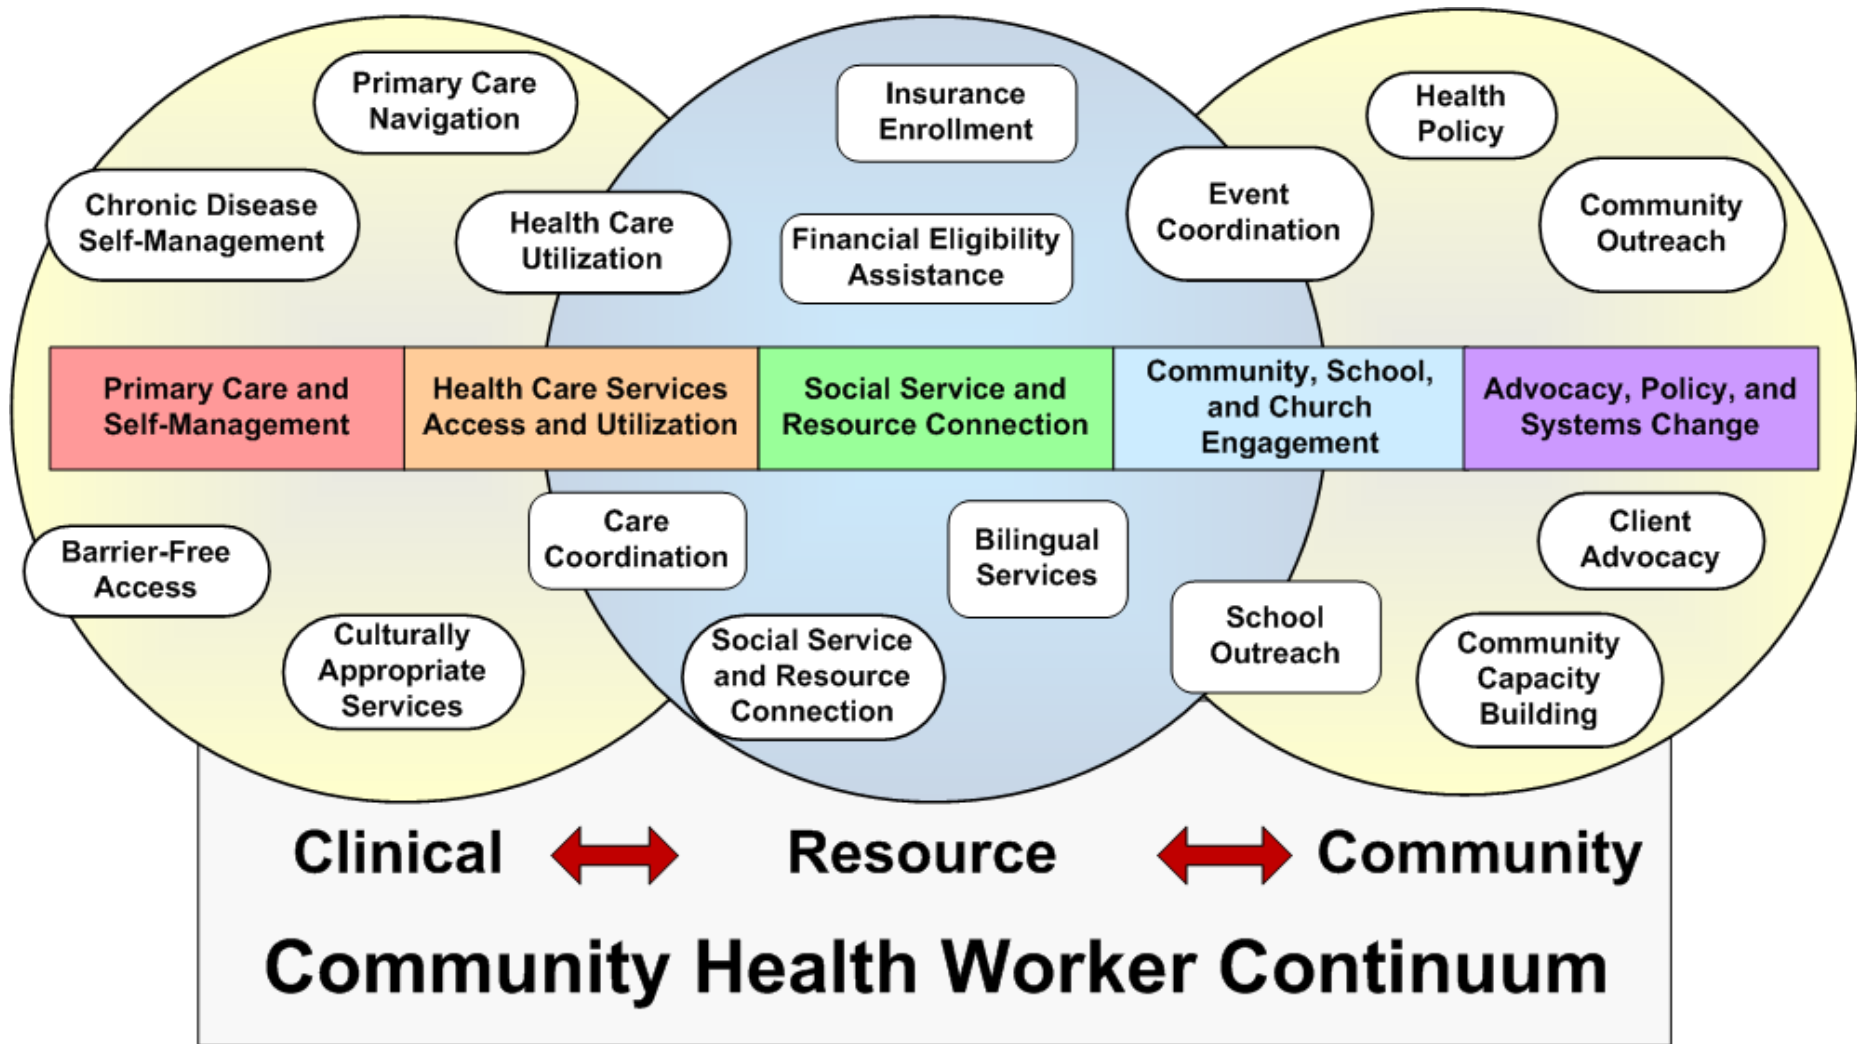 Primary Care
Navigation
Insurance
Enrollment
Health
Policy
Chronic Disease
Self-Management
Health Care
Utilization
Financial Eligibility
Assistance
Event
Coordination
Community
Outreach
Primary Care and
Self-Management
Health Care Services
Access and Utilization
Social Service and
Resource Connection
Community, School,
and Church
Engagement
Advocacy, Policy, and
Systems Change
Barrier-Free
Access
Care
Coordination
Bilingual
Services
Client
Advocacy
Culturally
Appropriate
Services
Social Service
and Resource
Connection
School
Outreach
Community
Capacity
Building
Clinical
Resource
Community
Community Health Worker Continuum